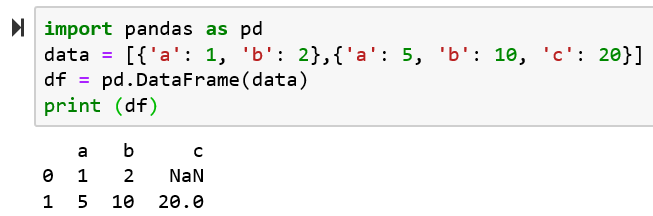 import pandas as pd
data = [{'a': 1, 'b': 2},{'a': 5, 'b': 10, 'c': 20}]
df = pd.DataFrame(data)
print (df)
   a   b     c
0  1   2   NaN
1  5  10  20.0